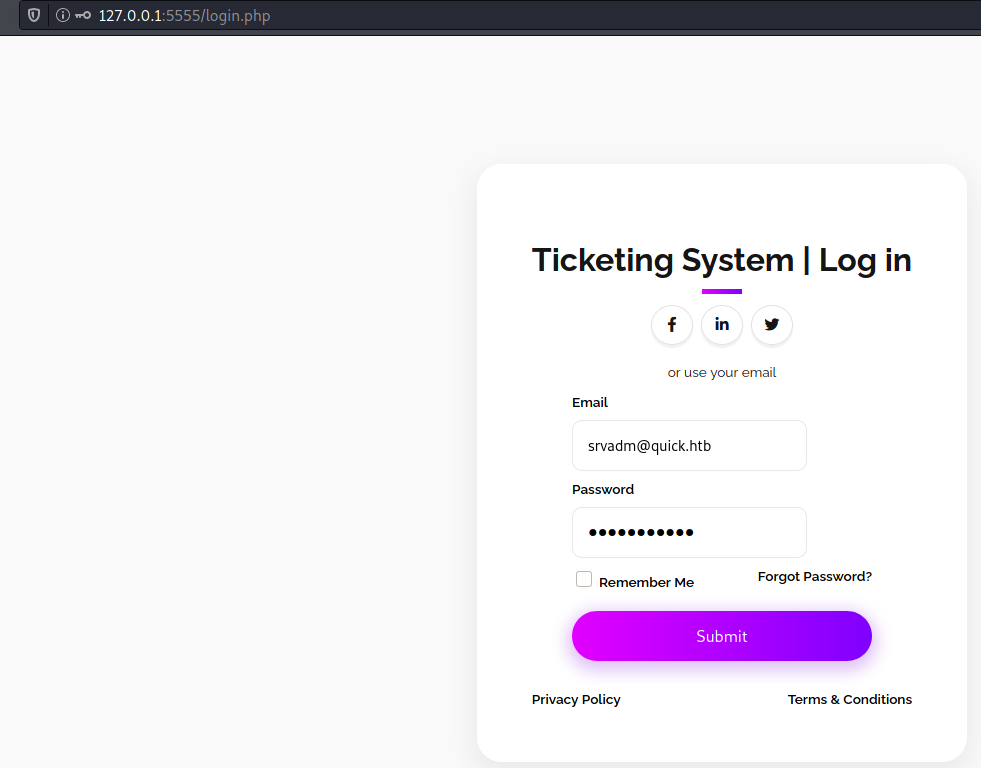 127.0.0.1:5555/login.php
Ticketing System | Log in
or use your email
Email
srvadm@quick.htb
Password
Remember Me
Forgot Password?
Submit
Privacy Policy
Terms & Conditions